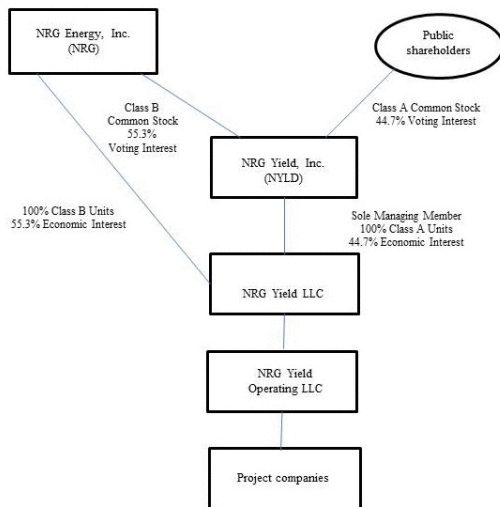 NRG Energy, Inc.
(NRG)
Public
shareholders
Class B
Common Stock
55.3%
Voting Interest
Class A Common Stock
44.7% Voting Interest
NRG Yield, Inc.
(NYLD)
100% Class B Units
55.3% Economic Interest
Sole Managing Member
100% Class A Units
44.7% Economic Interest
NRG Yield LLC
NRG Yield
Operating LLC
Project companies